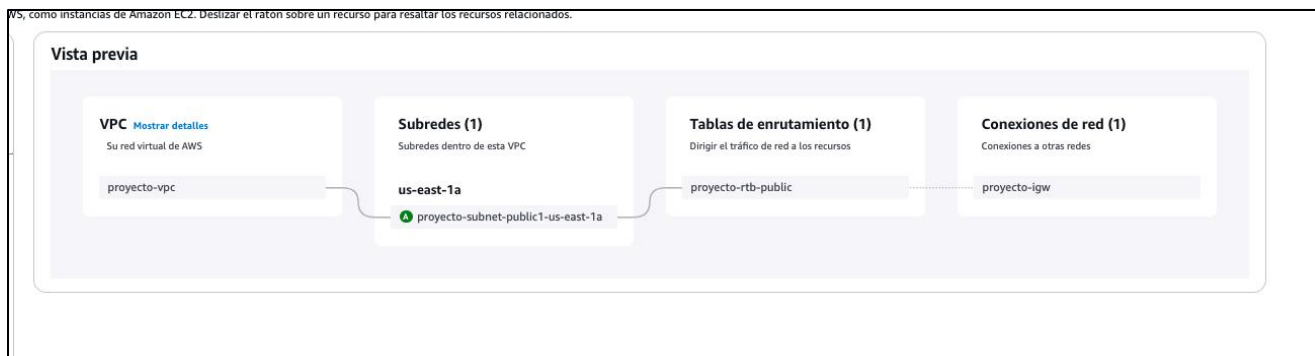 WS, como instancias de Amazon EC2. Deslizar el ratón sobre un recurso para resaltar los recursos relacionados.
Vista previa
VPC Mostrar detalles
Su red virtual de AWS
proyecto-vpc
Subredes (1)
Subredes dentro de esta VPC
us-east-1a
A proyecto-subnet-public1-us-east-1a
Tablas de enrutamiento (1)
Dirigir el tráfico de red a los recursos
proyecto-rtb-public
Conexiones de red (1)
Conexiones a otras redes
proyecto-igw